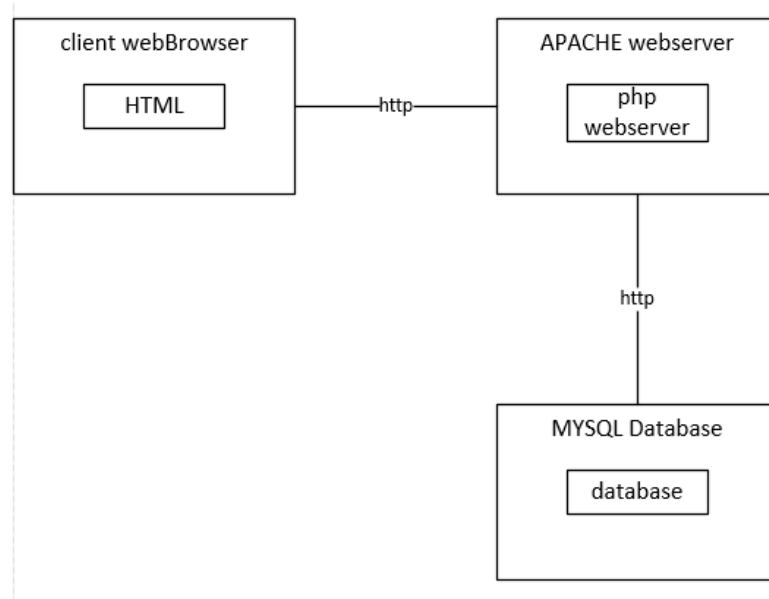 client webBrowser
HTML
http
APACHE webserver
php
webserver
http
MYSQL Database
database